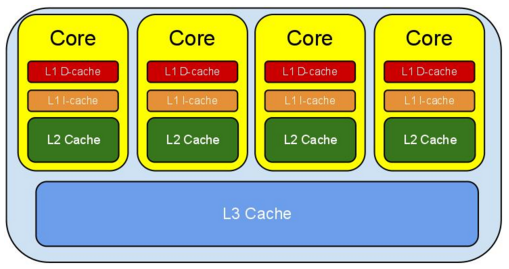 Core Core Core Core
L1 D-cache L1 D-cache L1 D-cache L1 D-cache
L1 I-cache L1 I-cache L1 I-cache L1 I-cache
L2 Cache L2 Cache L2 Cache L2 Cache
L3 Cache